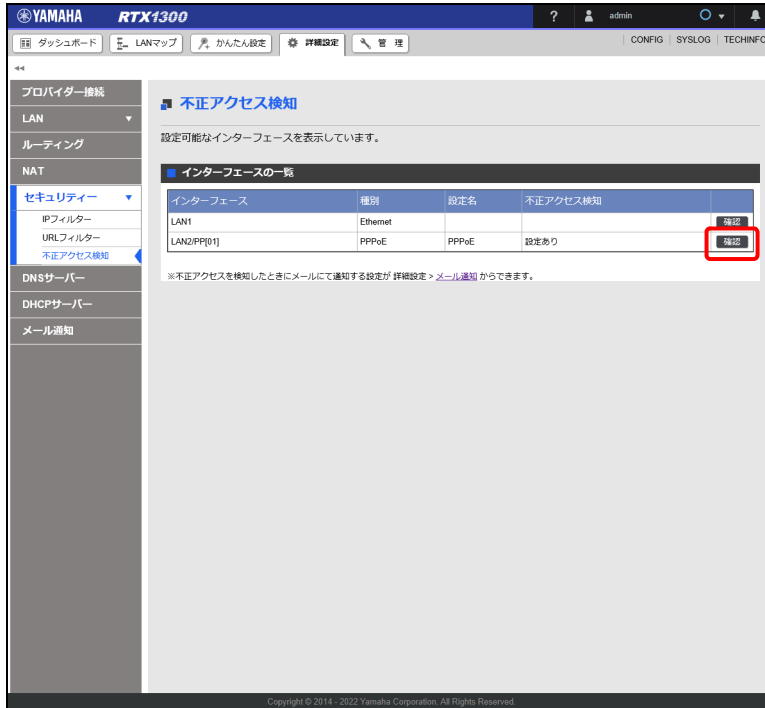 YAMAHA RTX1300 ? admin
ダッシュボード LANマップ かんたん設定 詳細設定 管 理 CONFIG SYSLOG TECHINFO
プロバイダー接続
LAN
ルーティング
NAT
セキュリティー
IPフィルター
URLフィルター
不正アクセス検知
DNSサーバー
DHCPサーバー
メール通知
不正アクセス検知
設定可能なインターフェースを表示しています。
インターフェースの一覧
インターフェース 種別 設定名 不正アクセス検知
LAN1 Ethernet 確認
LAN2/PP[01] PPPoE PPPoE 設定あり 確認
※不正アクセスを検知したときにメールにて通知する設定が 詳細設定 > メール通知 からできます。
Copyright © 2014 - 2022 Yamaha Corporation. All Rights Reserved.